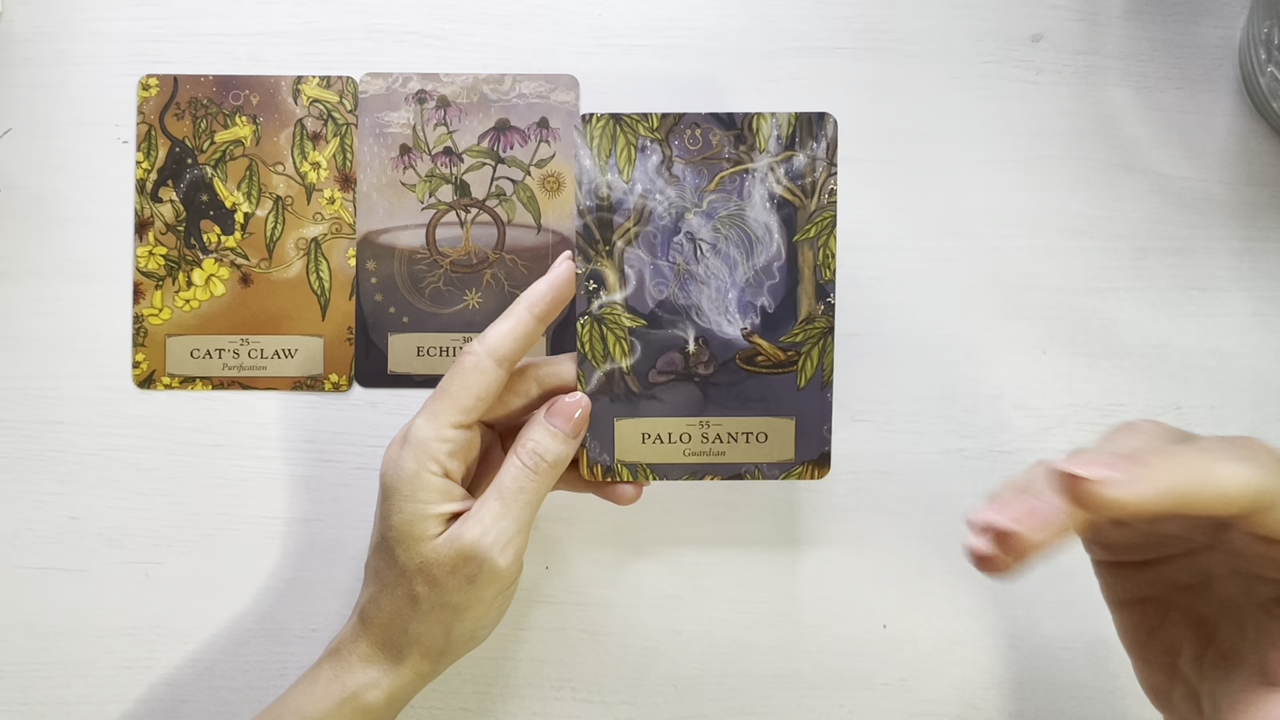 —25—
CAT'S CLAW
Purification
—30
—55—
PALO SANTO
Guardian